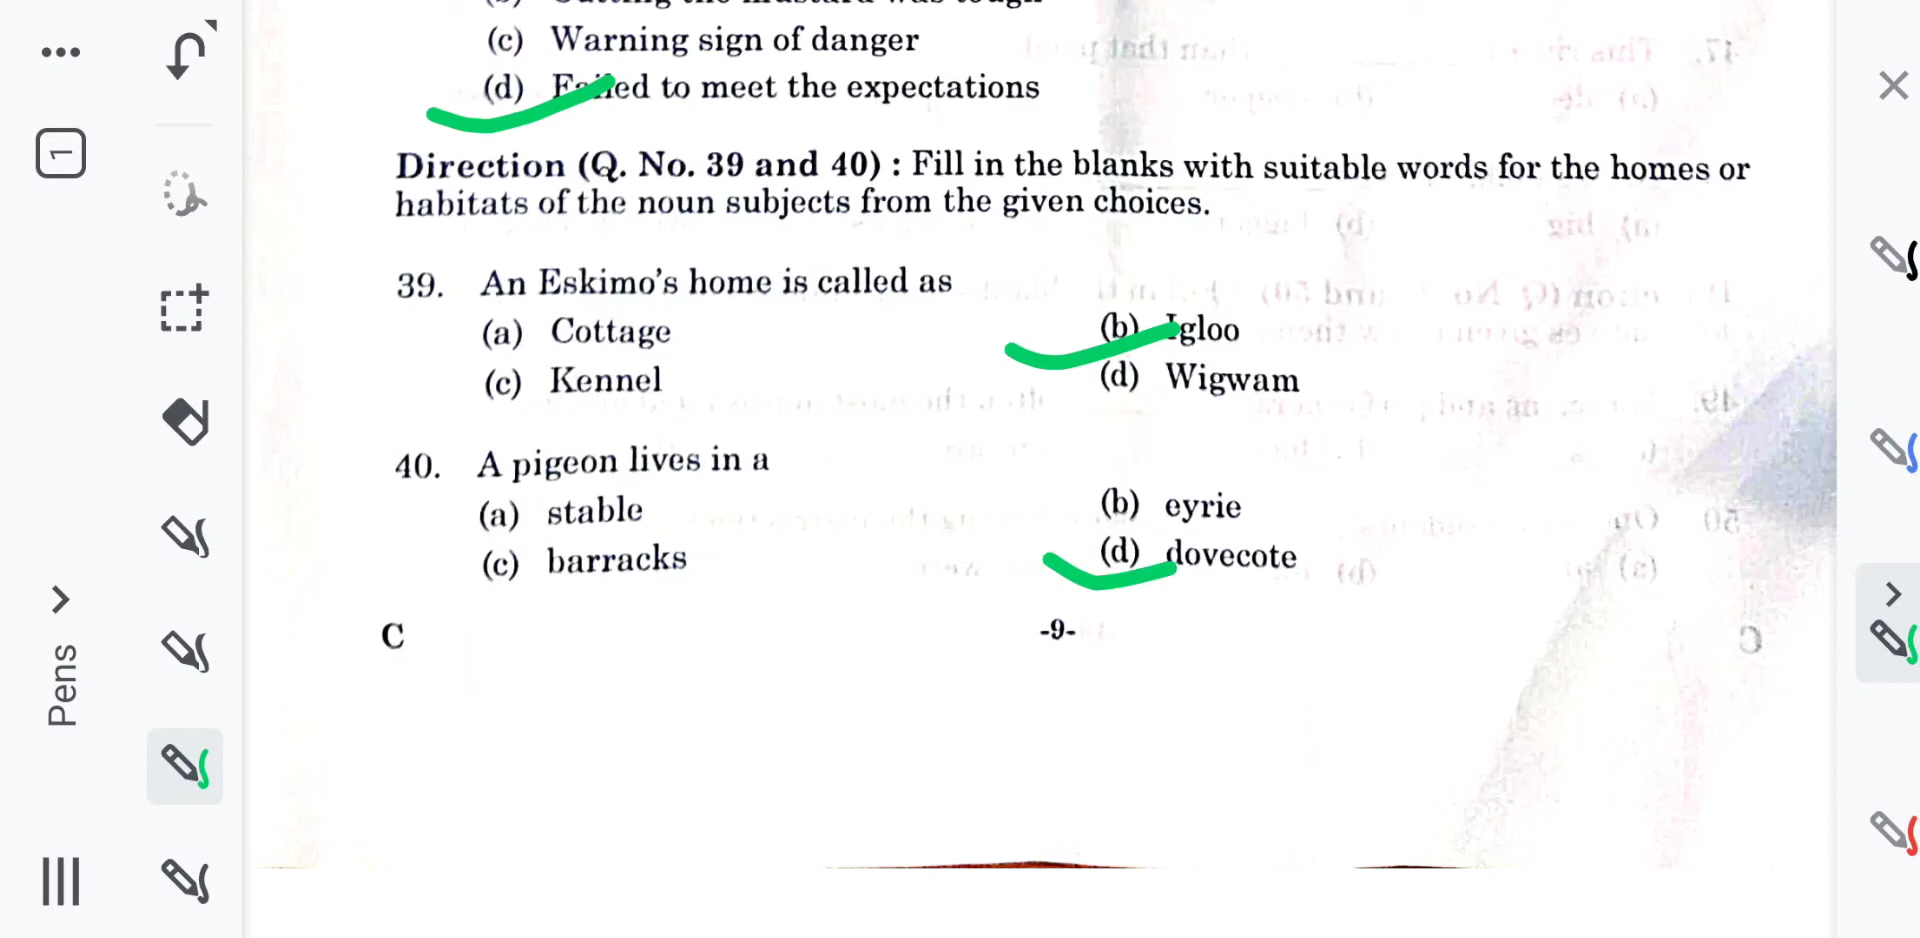 (c) Warning sign of danger
(d) Failed to meet the expectations
Direction (Q. No. 39 and 40) : Fill in the blanks with suitable words for the homes or
habitats of the noun subjects from the given choices.
39. An Eskimo's home is called as
(a) Cottage (b) Igloo
(c) Kennel (d) Wigwam
40. A pigeon lives in a
(a) stable (b) eyrie
(c) barracks (d) dovecote
C -9-
Pens
1